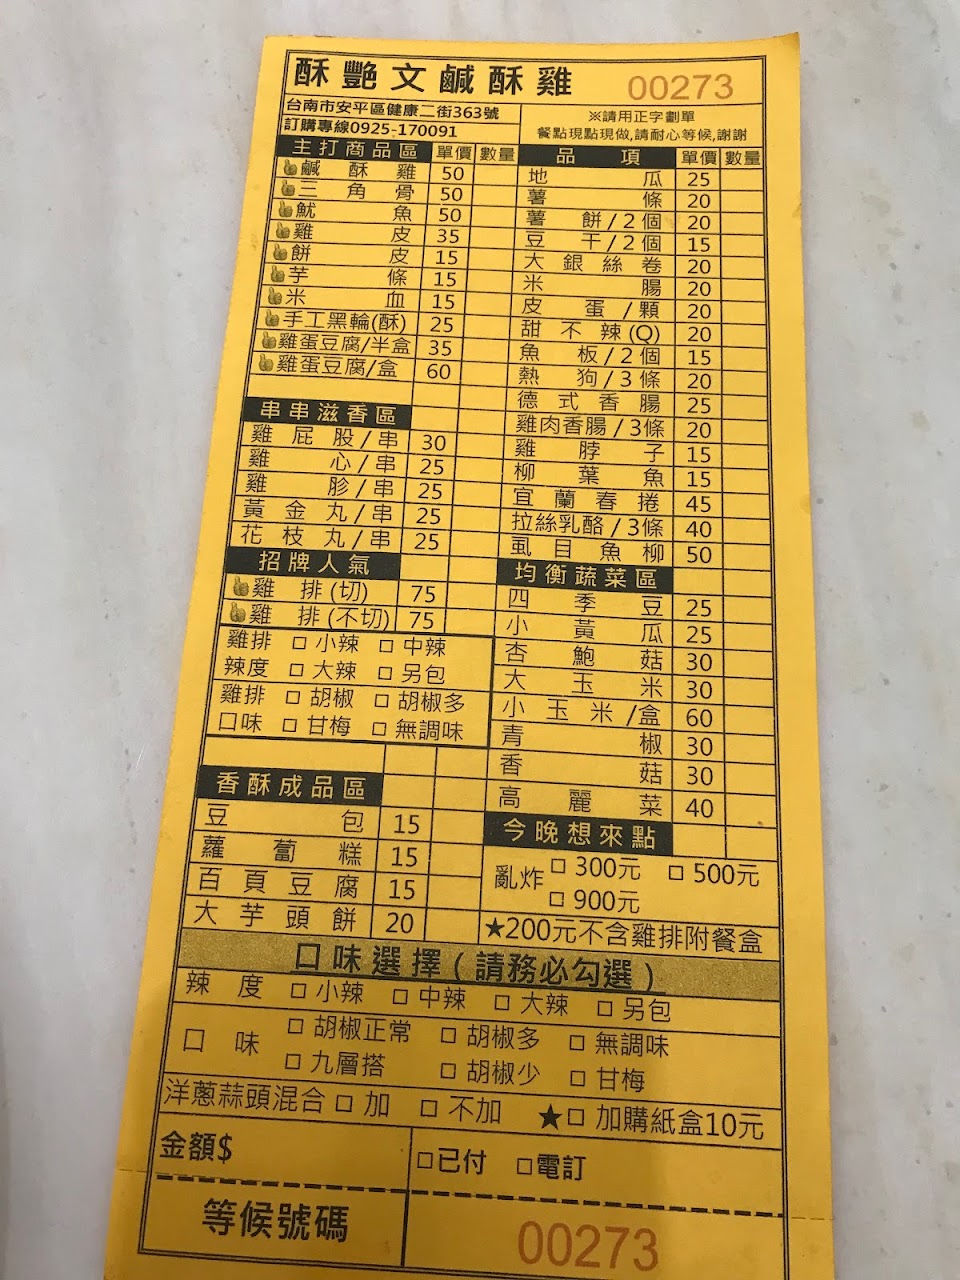 酥艷文鹹酥雞 00273
台南市安平區健康二街363號
訂購專線0925-170091
※請用正字劃單
餐點現點現做,請耐心等候,謝謝
主打商品區 單價 數量
鹹酥雞 50
三角骨 50
魷魚 50
雞皮 35
餅皮 15
芋條 15
米血 15
手工黑輪(酥) 25
雞蛋豆腐/半盒 35
雞蛋豆腐/盒 60
串串滋香區
雞屁股/串 30
雞心/串 25
雞胗/串 25
黃金丸/串 25
花枝丸/串 25
招牌人氣
雞排(切) 75
雞排(不切) 75
雞排 □小辣 □中辣
辣度 □大辣 □另包
雞排 □胡椒 □胡椒多
口味 □甘梅 □無調味
香酥成品區
豆包 15
蘿蔔糕 15
百頁豆腐 15
大芋頭餅 20
品項 單價 數量
地瓜 25
薯條 20
薯餅/2個 20
豆干/2個 15
大銀絲卷 20
米腸 20
皮蛋/顆 20
甜不辣(Q) 20
魚板/2個 15
熱狗/3條 20
德式香腸 25
雞肉香腸/3條 20
雞脖子 15
柳葉魚 15
宜蘭春捲 45
拉絲乳酪/3條 40
虱目魚柳 50
均衡蔬菜區
四季豆 25
小黃瓜 25
杏鮑菇 30
大玉米 30
小玉米/盒 60
青椒 30
香菇 30
高麗菜 40
今晚想來點
亂炸 □300元 □500元
□900元
★200元不含雞排附餐盒
口味選擇(請務必勾選)
辣度 □小辣 □中辣 □大辣 □另包
口味 □胡椒正常 □胡椒多 □無調味
□九層搭 □胡椒少 □甘梅
洋蔥蒜頭混合 □加 □不加 ★□加購紙盒10元
金額$ □已付 □電訂
等候號碼 00273